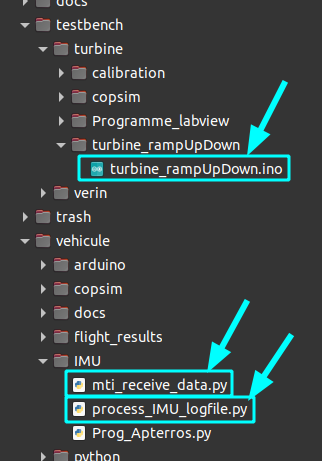 docs
testbench
turbine
calibration
copsim
Programme_labview
turbine_rampUpDown
turbine_rampUpDown.ino
verin
trash
vehicule
arduino
copsim
docs
flight_results
IMU
mti_receive_data.py
process_IMU_logfile.py
Prog_Apterros.py
python